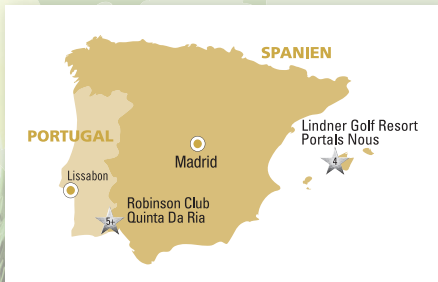 SPANIEN
PORTUGAL
Lindner Golf Resort
Portals Nous
4
Madrid
Lissabon
Robinson Club
Quinta Da Ria
5+